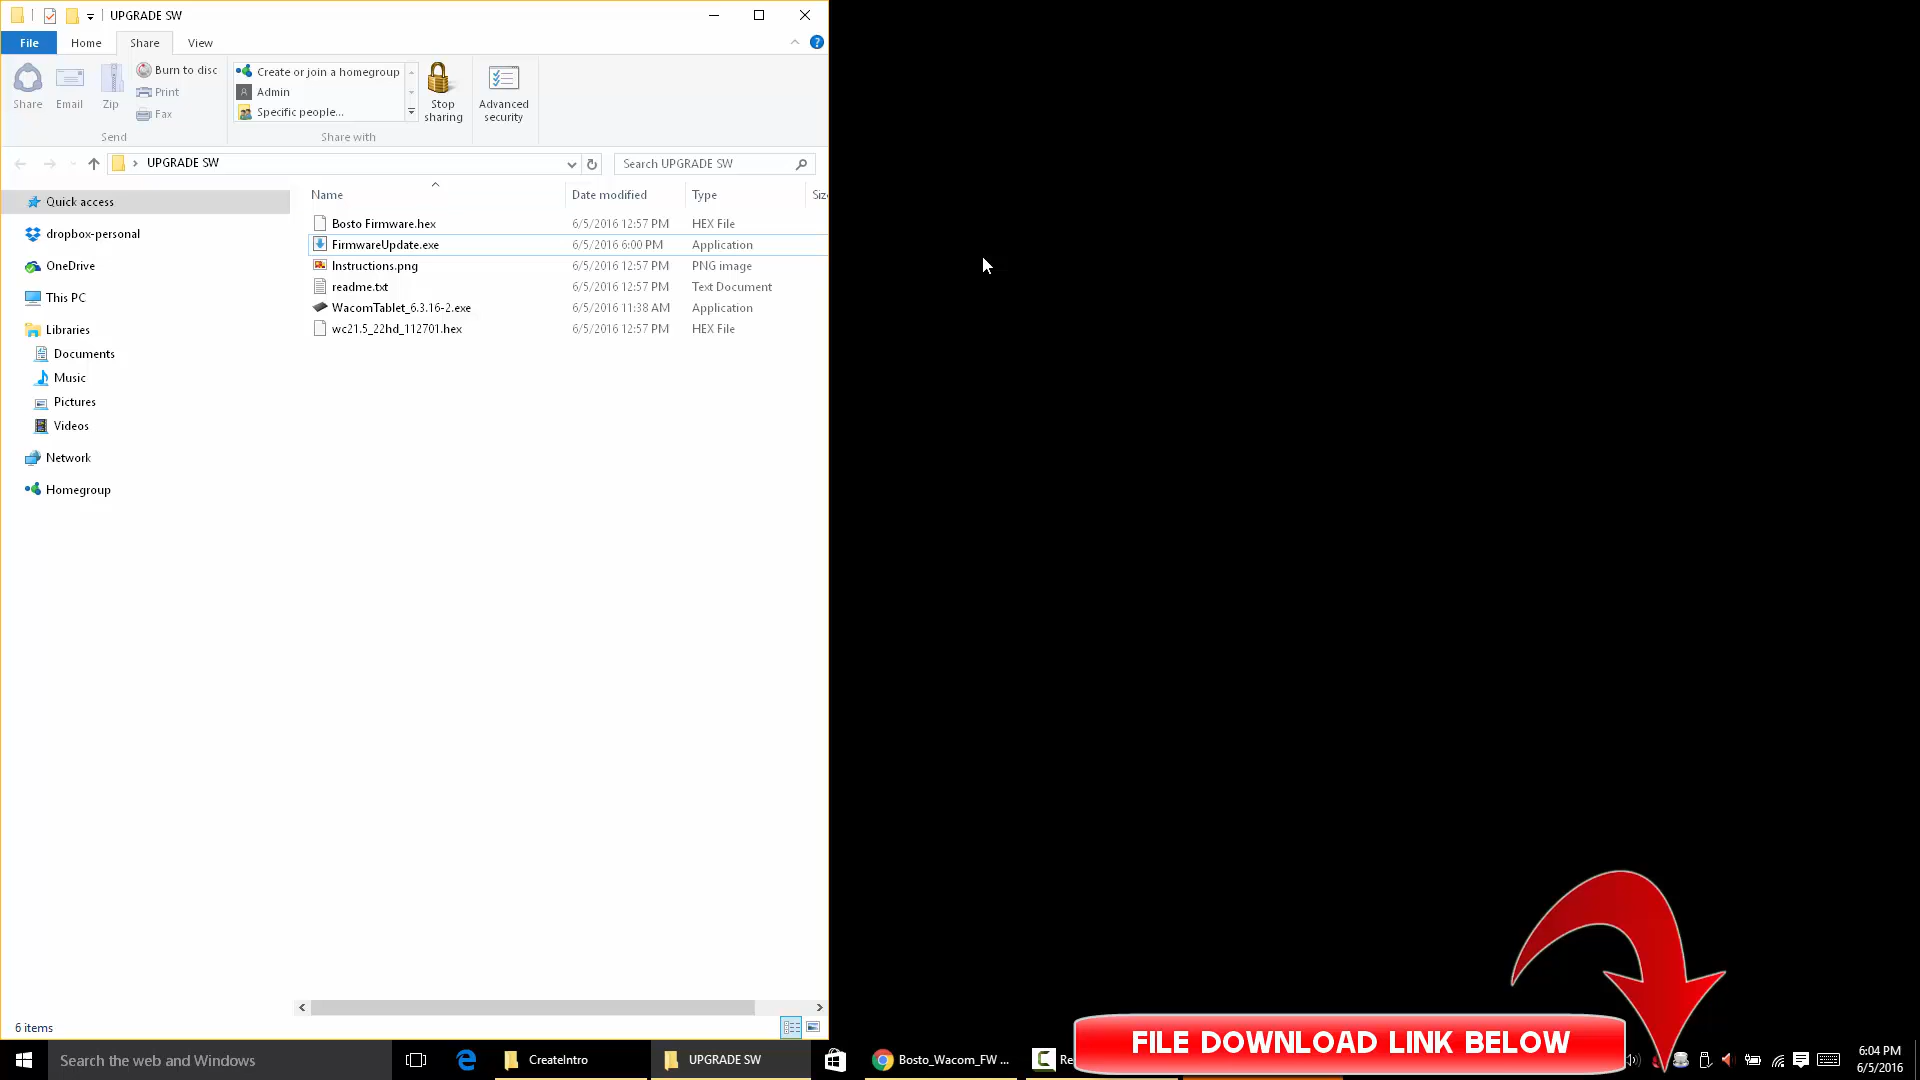 UPGRADE SW
File Home Share View
Share Email Zip
Burn to disc
Print
Fax
Send
Create or join a homegroup
Admin
Specific people...
Share with
Stop sharing
Advanced security
UPGRADE SW
Search UPGRADE SW
Quick access
dropbox-personal
OneDrive
This PC
Libraries
Documents
Music
Pictures
Videos
Network
Homegroup
Name Date modified Type
Bosto Firmware.hex 6/5/2016 12:57 PM HEX File
FirmwareUpdate.exe 6/5/2016 6:00 PM Application
Instructions.png 6/5/2016 12:57 PM PNG image
readme.txt 6/5/2016 12:57 PM Text Document
WacomTablet_6.3.16-2.exe 6/5/2016 11:38 AM Application
wc21.5_22hd_112701.hex 6/5/2016 12:57 PM HEX File
6 items
FILE DOWNLOAD LINK BELOW
Search the web and Windows
CreateIntro
UPGRADE SW
Bosto_Wacom_FW ...
6:04 PM
6/5/2016